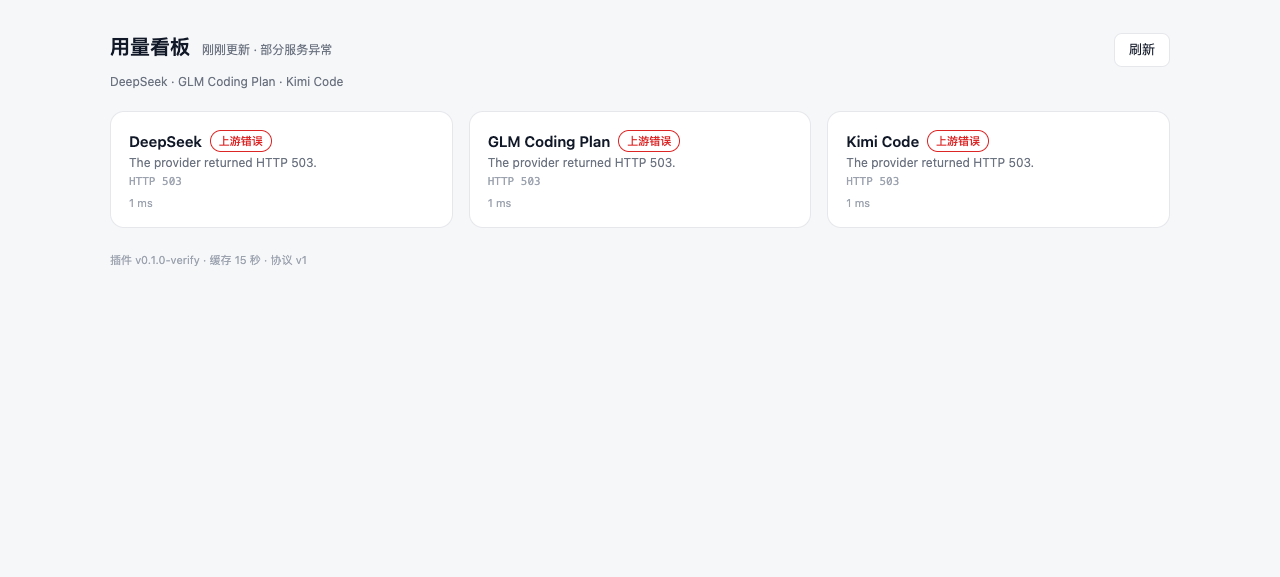 用量看板 刚刚更新 · 部分服务异常
刷新
DeepSeek · GLM Coding Plan · Kimi Code
DeepSeek 上游错误
The provider returned HTTP 503.
HTTP 503
1 ms
GLM Coding Plan 上游错误
The provider returned HTTP 503.
HTTP 503
1 ms
Kimi Code 上游错误
The provider returned HTTP 503.
HTTP 503
1 ms
插件 v0.1.0-verify · 缓存 15 秒 · 协议 v1